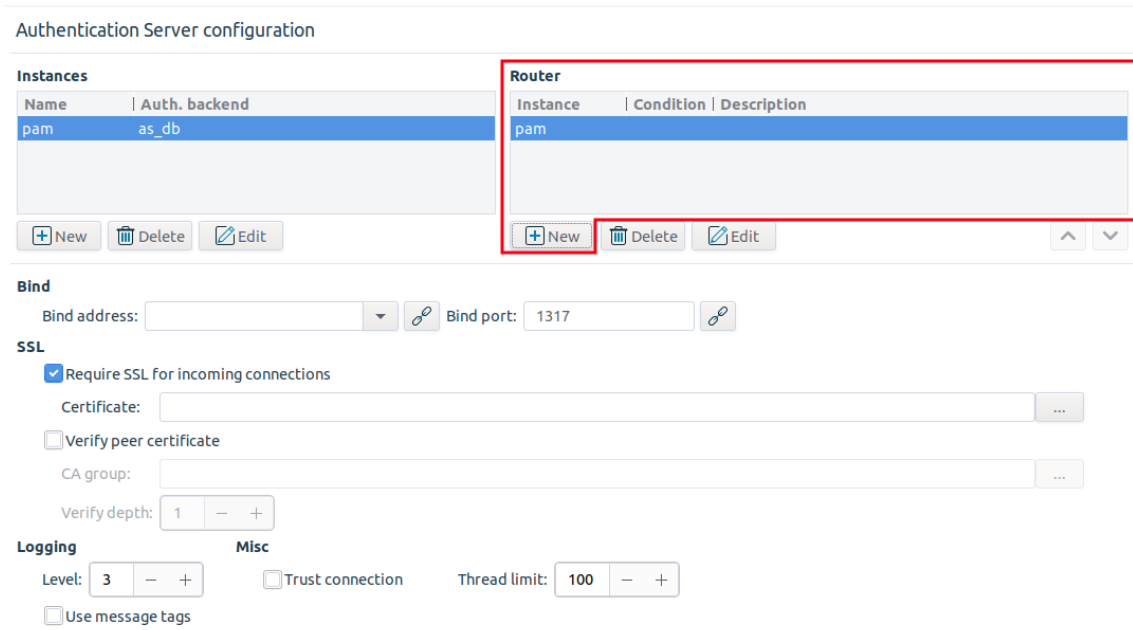 Authentication Server configuration
Instances
Router
Name Auth. backend
Instance Condition Description
pam as_db
pam
New Delete Edit
New Delete Edit
Bind
Bind address: Bind port: 1317
SSL
Require SSL for incoming connections
Certificate: ...
Verify peer certificate
CA group: ...
Verify depth: 1 − +
Logging Misc
Level: 3 − + Trust connection Thread limit: 100 − +
Use message tags